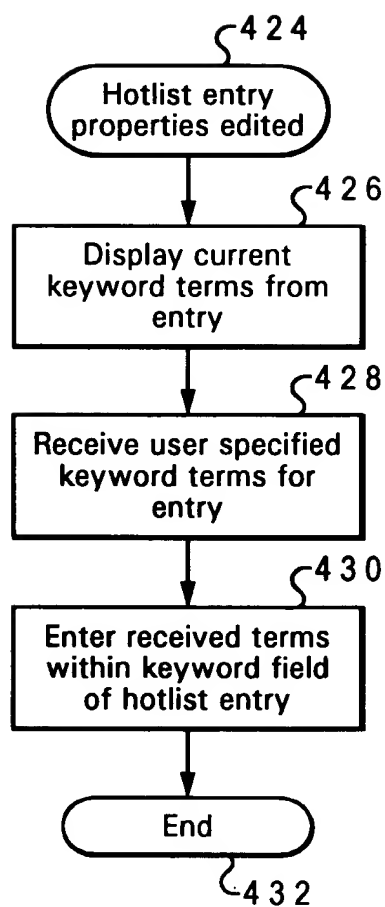 424
Hotlist entry
properties edited
426
Display current
keyword terms from
entry
428
Receive user specified
keyword terms for
entry
430
Enter received terms
within keyword field
of hotlist entry
End
432